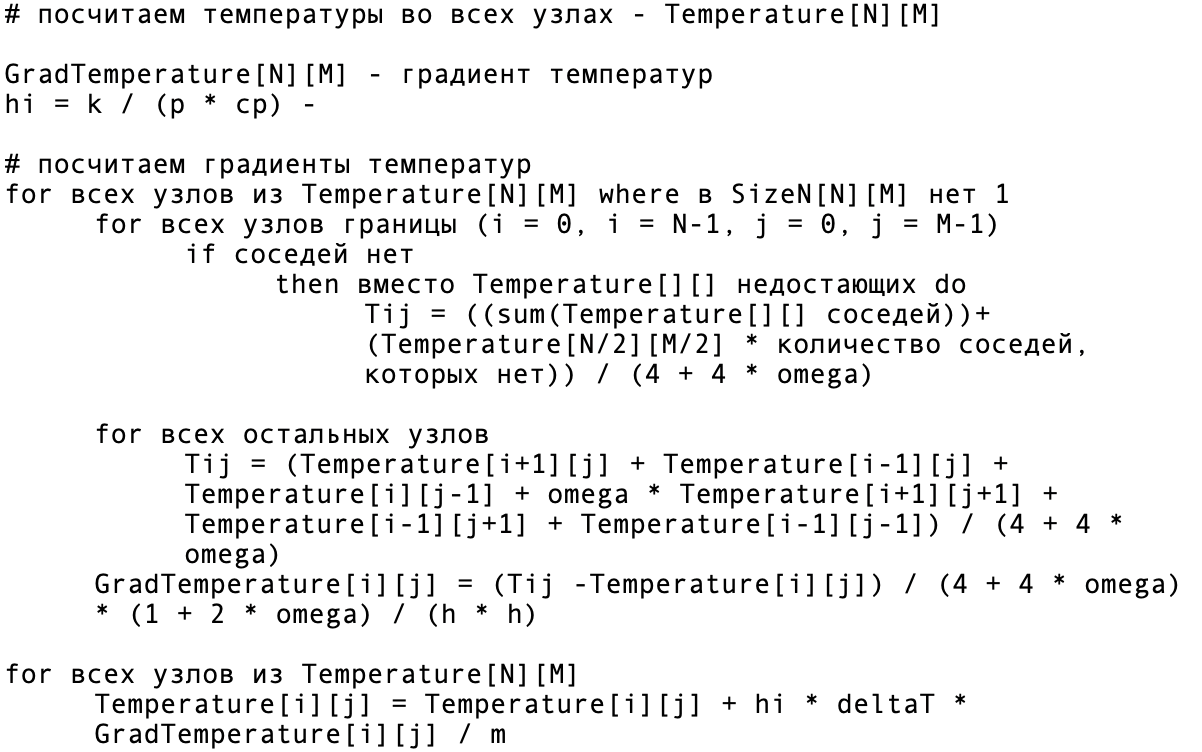 # посчитаем температуры во всех узлах - Temperature[N][M]
GradTemperature[N][M] - градиент температур
hi = k / (p * cp) -
# посчитаем градиенты температур
for всех узлов из Temperature[N][M] where в SizeN[N][M] нет 1
for всех узлов границы (i = 0, i = N-1, j = 0, j = M-1)
if соседей нет
then вместо Temperature[][] недостающих do
Tij = ((sum(Temperature[][] соседей))+
(Temperature[N/2][M/2] * количество соседей,
которых нет)) / (4 + 4 * omega)
for всех остальных узлов
Tij = (Temperature[i+1][j] + Temperature[i-1][j] +
Temperature[i][j-1] + omega * Temperature[i+1][j+1] +
Temperature[i-1][j+1] + Temperature[i-1][j-1]) / (4 + 4 *
omega)
GradTemperature[i][j] = (Tij -Temperature[i][j]) / (4 + 4 * omega)
* (1 + 2 * omega) / (h * h)
for всех узлов из Temperature[N][M]
Temperature[i][j] = Temperature[i][j] + hi * deltaT *
GradTemperature[i][j] / m